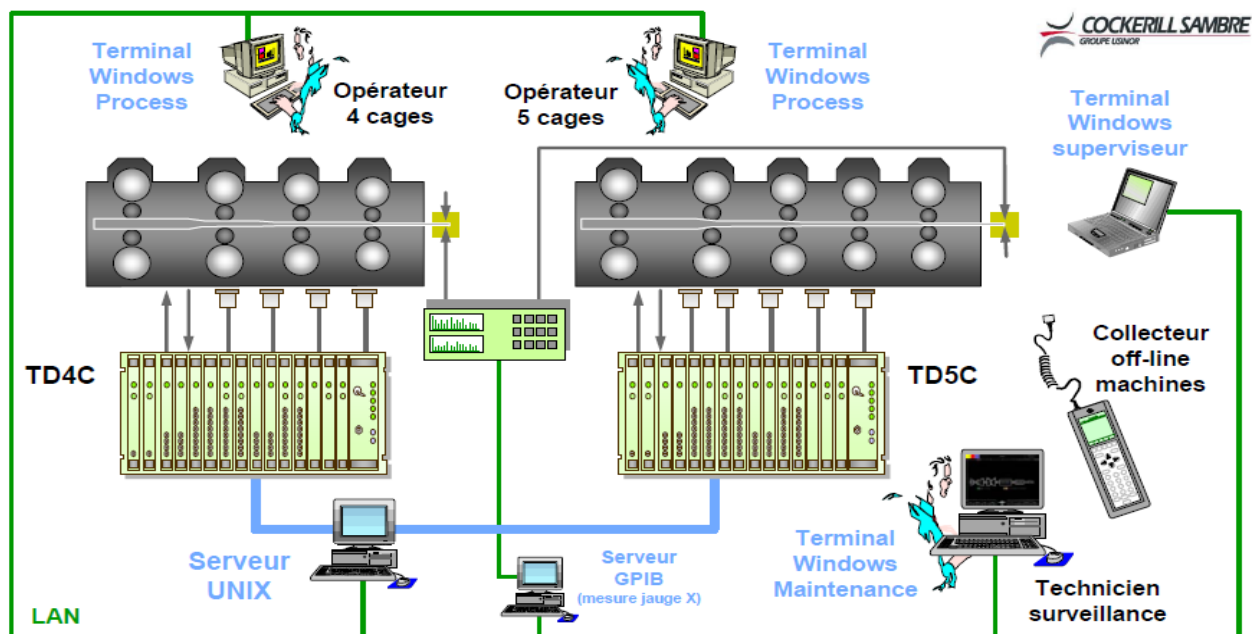 COCKERILL SAMBRE
GROUPE USINOR
Terminal
Windows
Process
Opérateur
4 cages
Opérateur
5 cages
Terminal
Windows
Process
Terminal
Windows
superviseur
TD4C
TD5C
Collecteur
off-line
machines
Serveur
UNIX
Serveur
GPIB
(mesure jauge X)
Terminal
Windows
Maintenance
Technicien
surveillance
LAN